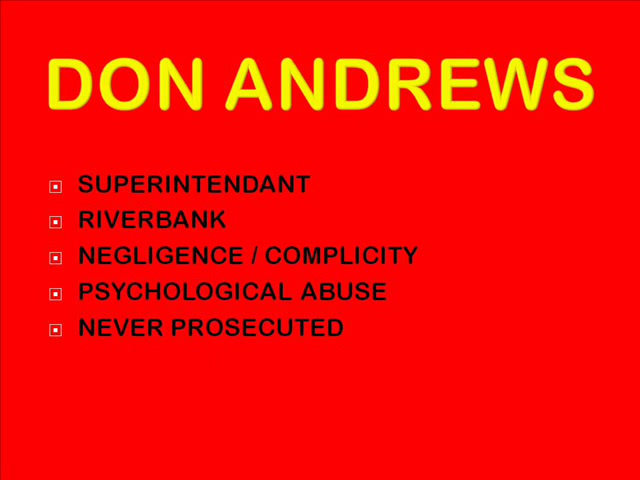 DON ANDREWS
SUPERINTENDANT
RIVERBANK
NEGLIGENCE / COMPLICITY
PSYCHOLOGICAL ABUSE
NEVER PROSECUTED